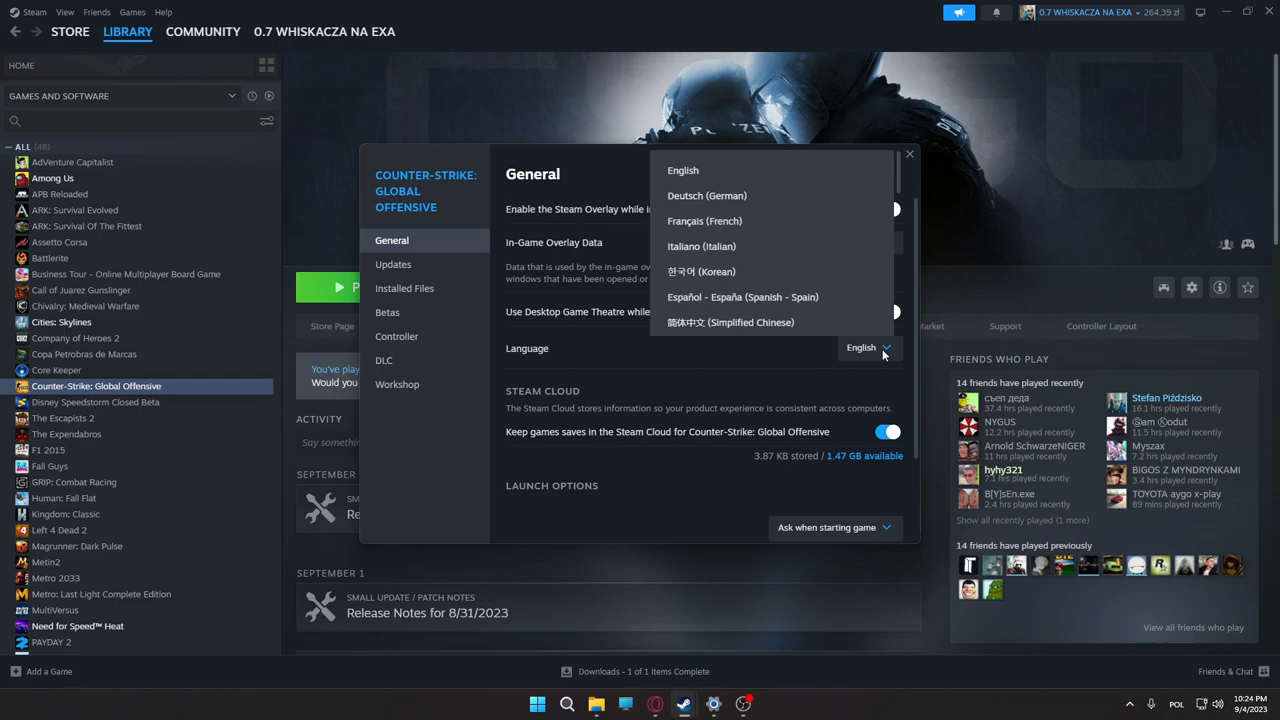 Steam View Friends Games Help
0.7 WHISKACZA NA EXA 264,39 zł
STORE LIBRARY COMMUNITY 0.7 WHISKACZA NA EXA
HOME
GAMES AND SOFTWARE
ALL (48)
AdVenture Capitalist
Among Us
APB Reloaded
ARK: Survival Evolved
ARK: Survival Of The Fittest
Assetto Corsa
Battlerite
Business Tour - Online Multiplayer Board Game
Call of Juarez Gunslinger
Chivalry: Medieval Warfare
Cities: Skylines
Company of Heroes 2
Copa Petrobras de Marcas
Core Keeper
Counter-Strike: Global Offensive
Disney Speedstorm Closed Beta
The Escapists 2
The Expendabros
F1 2015
Fall Guys
GRIP: Combat Racing
Human: Fall Flat
Kingdom: Classic
Left 4 Dead 2
Magrunner: Dark Pulse
Metin2
Metro 2033
Metro: Last Light Complete Edition
MultiVersus
Need for Speed™ Heat
PAYDAY 2
Add a Game
COUNTER-STRIKE:
GLOBAL
OFFENSIVE
General
Updates
Installed Files
Betas
Controller
DLC
Workshop
General
Enable the Steam Overlay while i
In-Game Overlay Data
Data that is used by the in-game ov
windows that have been opened or
Use Desktop Game Theatre while
Language
English
English
Deutsch (German)
Français (French)
Italiano (Italian)
한국어 (Korean)
Español - España (Spanish - Spain)
简体中文 (Simplified Chinese)
STEAM CLOUD
The Steam Cloud stores information so your product experience is consistent across computers.
Keep games saves in the Steam Cloud for Counter-Strike: Global Offensive
3.87 KB stored / 1.47 GB available
LAUNCH OPTIONS
Ask when starting game
P
Store Page
Market
Support
Controller Layout
You've play
Would you
ACTIVITY
Say somethin
SEPTEMBER
SM
Re
SEPTEMBER 1
SMALL UPDATE / PATCH NOTES
Release Notes for 8/31/2023
FRIENDS WHO PLAY
14 friends have played recently
съел деда
37.4 hrs played recently
Stefan Piździsko
16.1 hrs played recently
NYGUS
12.2 hrs played recently
Ⓢam Ⓚodut
11.5 hrs played recently
Arnold SchwarzeNIGER
11 hrs played recently
Myszax
7.2 hrs played recently
hyhy321
7.1 hrs played recently
BIGOS Z MYNDRYNKAMI
3.4 hrs played recently
B[Y]sEn.exe
2.4 hrs played recently
TOYOTA aygo x-play
89 mins played recently
Show all recently played (1 more)
14 friends have played previously
View all friends who play
Downloads - 1 of 1 Items Complete
Friends & Chat
POL
10:24 PM
9/4/2023